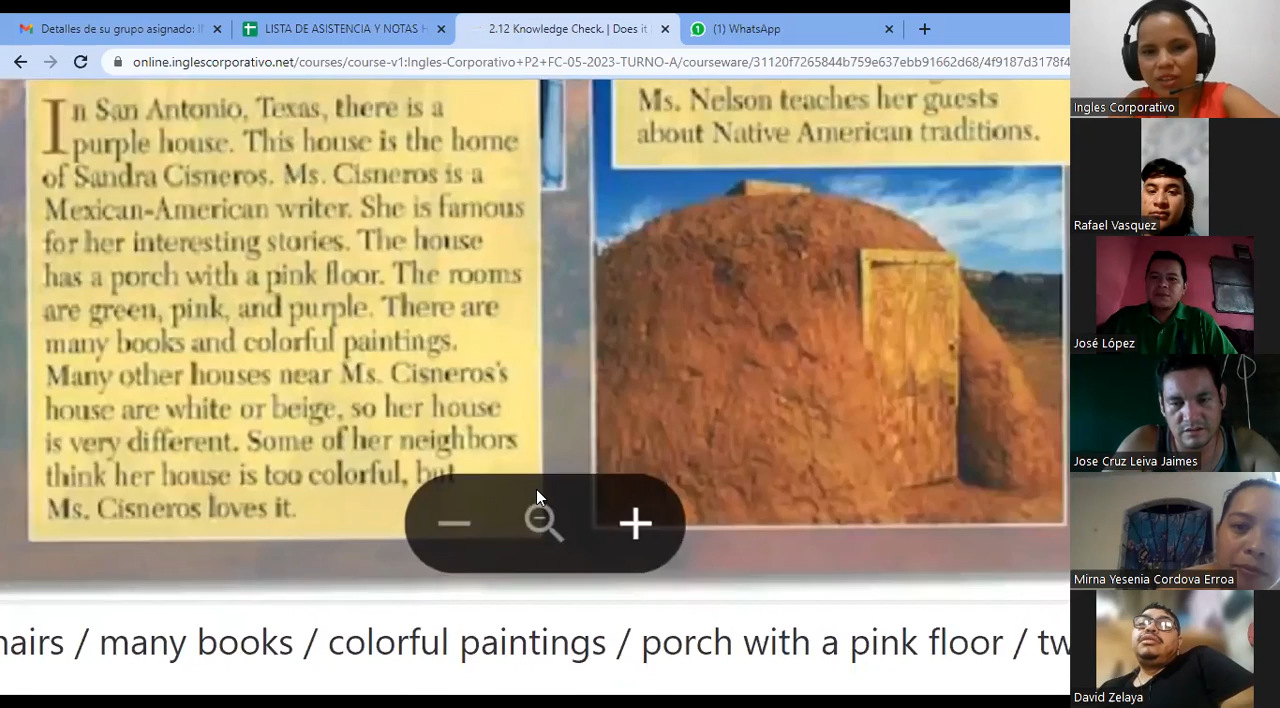 Detalles de su grupo asignado: I
LISTA DE ASISTENCIA Y NOTAS
2.12 Knowledge Check. | Does it
(1) WhatsApp
online.inglescorporativo.net/courses/course-v1:Ingles-Corporativo+P2+FC-05-2023-TURNO-A/courseware/31120f7265844b759e637ebb91662d68/4f9187d3178f4
In San Antonio, Texas, there is a
purple house. This house is the home
of Sandra Cisneros. Ms. Cisneros is a
Mexican-American writer. She is famous
for her interesting stories. The house
has a porch with a pink floor. The rooms
are green, pink, and purple. There are
many books and colorful paintings.
Many other houses near Ms. Cisneros's
house are white or beige, so her house
is very different. Some of her neighbors
think her house is too colorful, but
Ms. Cisneros loves it.
Ms. Nelson teaches her guests
about Native American traditions.
hairs / many books / colorful paintings / porch with a pink floor / tw
Ingles Corporativo
Rafael Vasquez
José López
Jose Cruz Leiva Jaimes
Mirna Yesenia Cordova Erroa
David Zelaya